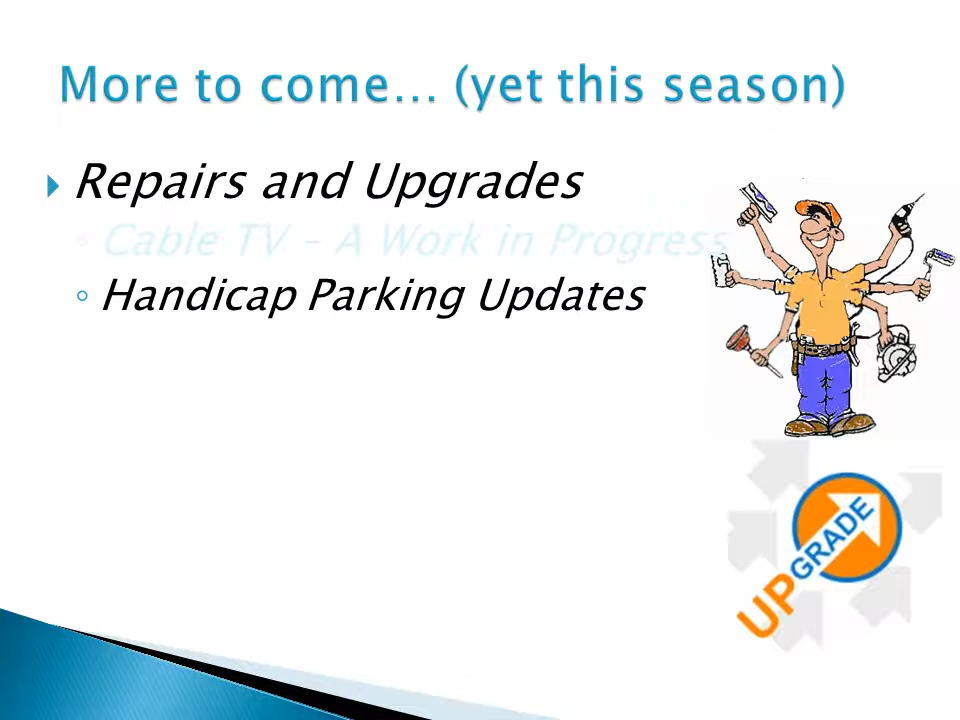 More to come… (yet this season)
Repairs and Upgrades
Cable TV – A Work in Progress
Handicap Parking Updates
UPGRADE